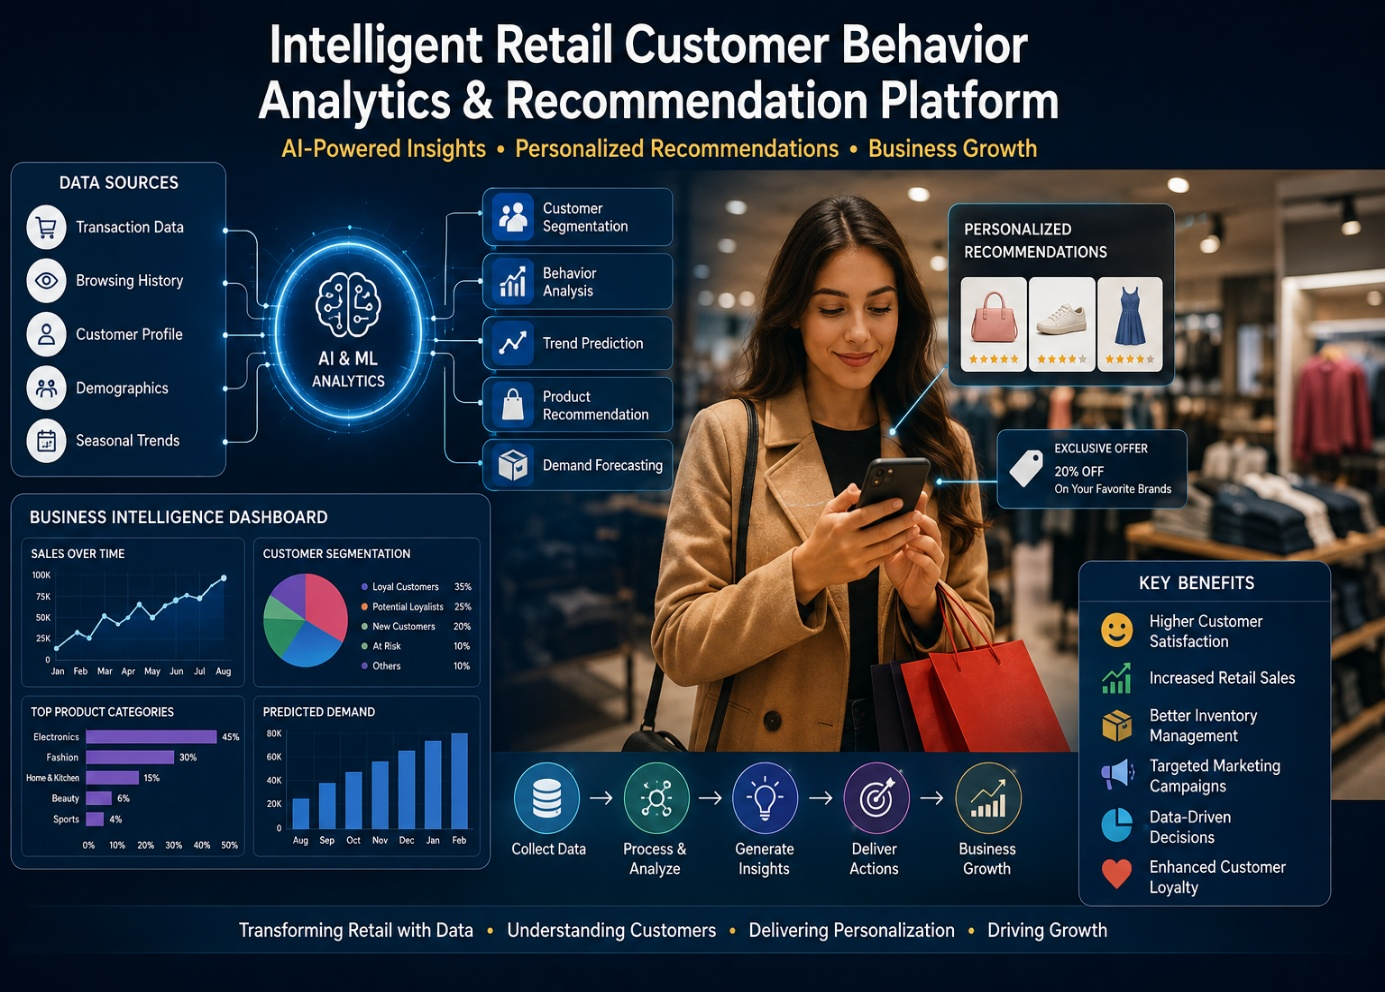 Intelligent Retail Customer Behavior
Analytics & Recommendation Platform
AI-Powered Insights • Personalized Recommendations • Business Growth
DATA SOURCES
Transaction Data
Browsing History
Customer Profile
Demographics
Seasonal Trends
AI & ML
ANALYTICS
Customer
Segmentation
Behavior
Analysis
Trend Prediction
Product
Recommendation
Demand Forecasting
PERSONALIZED
RECOMMENDATIONS
EXCLUSIVE OFFER
20% OFF
On Your Favorite Brands
BUSINESS INTELLIGENCE DASHBOARD
SALES OVER TIME
100K
75K
50K
25K
0
Jan Feb Mar Apr May Jun Jul Aug
CUSTOMER SEGMENTATION
Loyal Customers 35%
Potential Loyalists 25%
New Customers 20%
At Risk 10%
Others 10%
TOP PRODUCT CATEGORIES
Electronics 45%
Fashion 30%
Home & Kitchen 15%
Beauty 6%
Sports 4%
0% 10% 20% 30% 40% 50%
PREDICTED DEMAND
80K
60K
40K
20K
0
Aug Sep Oct Nov Dec Jan Feb
Collect Data
Process &
Analyze
Generate
Insights
Deliver
Actions
Business
Growth
KEY BENEFITS
Higher Customer
Satisfaction
Increased Retail Sales
Better Inventory
Management
Targeted Marketing
Campaigns
Data-Driven
Decisions
Enhanced Customer
Loyalty
Transforming Retail with Data • Understanding Customers • Delivering Personalization • Driving Growth